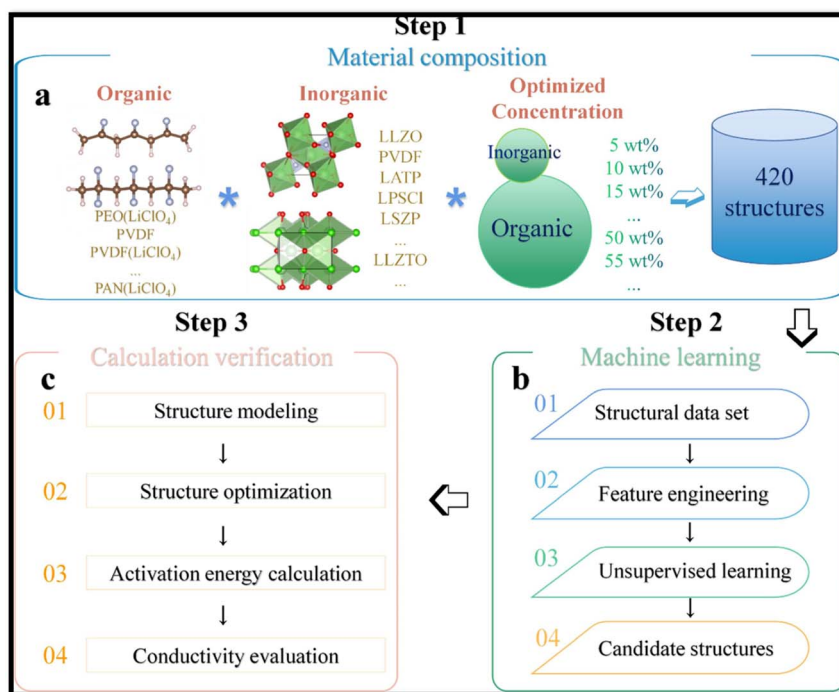 Step 1
Material composition
a
Organic
PEO(LiClO₄)
PVDF
PVDF(LiClO₄)
...
PAN(LiClO₄)
*
Inorganic
LLZO
PVDF
LATP
LPSCl
LSZP
...
LLZTO
...
*
Optimized
Concentration
Inorganic
Organic
5 wt%
10 wt%
15 wt%
...
50 wt%
55 wt%
...
420
structures
Step 2
Machine learning
b
01
Structural data set
02
Feature engineering
03
Unsupervised learning
04
Candidate structures
Step 3
Calculation verification
c
01
Structure modeling
02
Structure optimization
03
Activation energy calculation
04
Conductivity evaluation